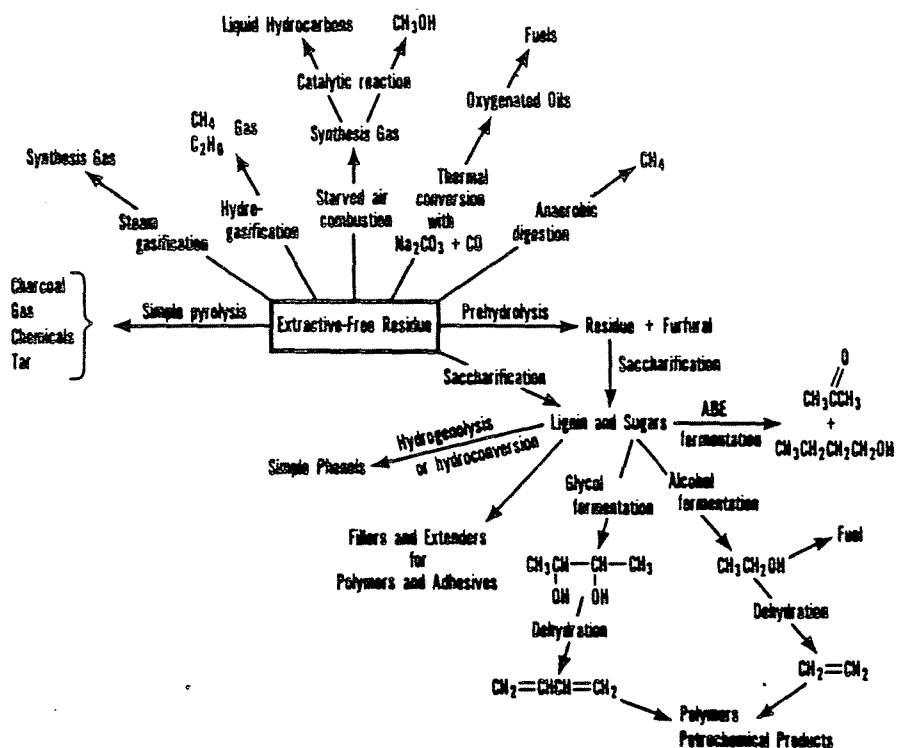 Liquid Hydrocarbons
CH₃OH
Fuels
Catalytic reaction
Oxygenated Oils
CH₄
C₂H₆
Gas
Synthesis Gas
Synthesis Gas
CH₄
Steam
gasification
Hydro-
gasification
Starved air
combustion
Thermal
conversion
with
Na₂CO₃ + CO
Anaerobic
digestion
Charcoal
Gas
Chemicals
Tar
Simple pyrolysis
Extractive-Free Residue
Prehydrolysis
Residue + Furfural
Saccharification
Saccharification
O
CH₃CCH₃
+
CH₃CH₂CH₂CH₂OH
Lignin and Sugars
ABE
fermentation
Hydrogenolysis
or hydroconversion
Simple Phenols
Glycol
fermentation
Alcohol
fermentation
Fillers and Extenders
for
Polymers and Adhesives
CH₃CH—CH—CH₃
OH OH
CH₃CH₂OH
Fuel
Dehydration
Dehydration
CH₂=CHCH=CH₂
CH₂=CH₂
Polymers
Petrochemical Products